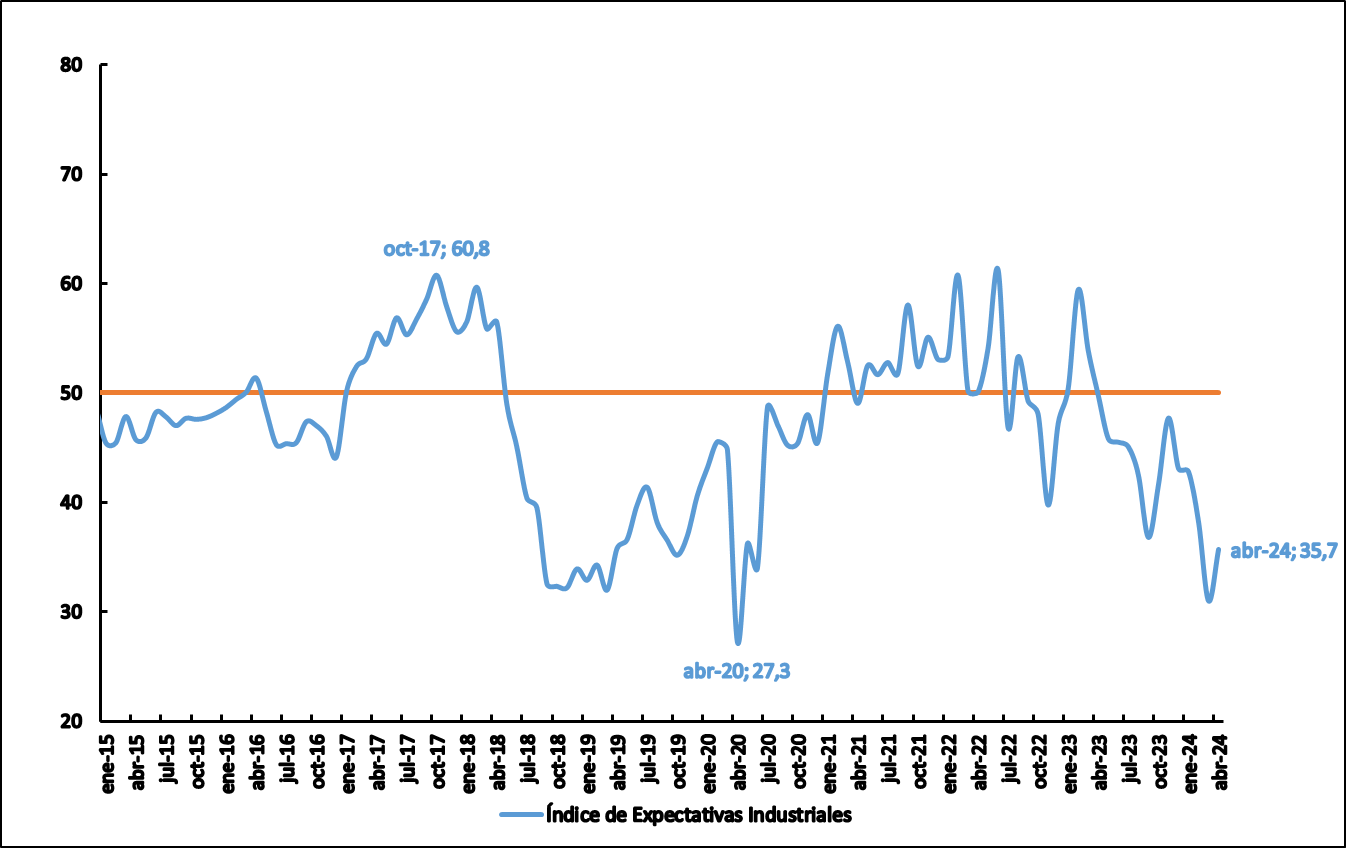 80
70
60
50
40
30
20
oct-17; 60,8
abr-20; 27,3
abr-24; 35,7
ene-15
abr-15
jul-15
oct-15
ene-16
abr-16
jul-16
oct-16
ene-17
abr-17
jul-17
oct-17
ene-18
abr-18
jul-18
oct-18
ene-19
abr-19
jul-19
oct-19
ene-20
abr-20
jul-20
oct-20
ene-21
abr-21
jul-21
oct-21
ene-22
abr-22
jul-22
oct-22
ene-23
abr-23
jul-23
oct-23
ene-24
abr-24
Índice de Expectativas Industriales